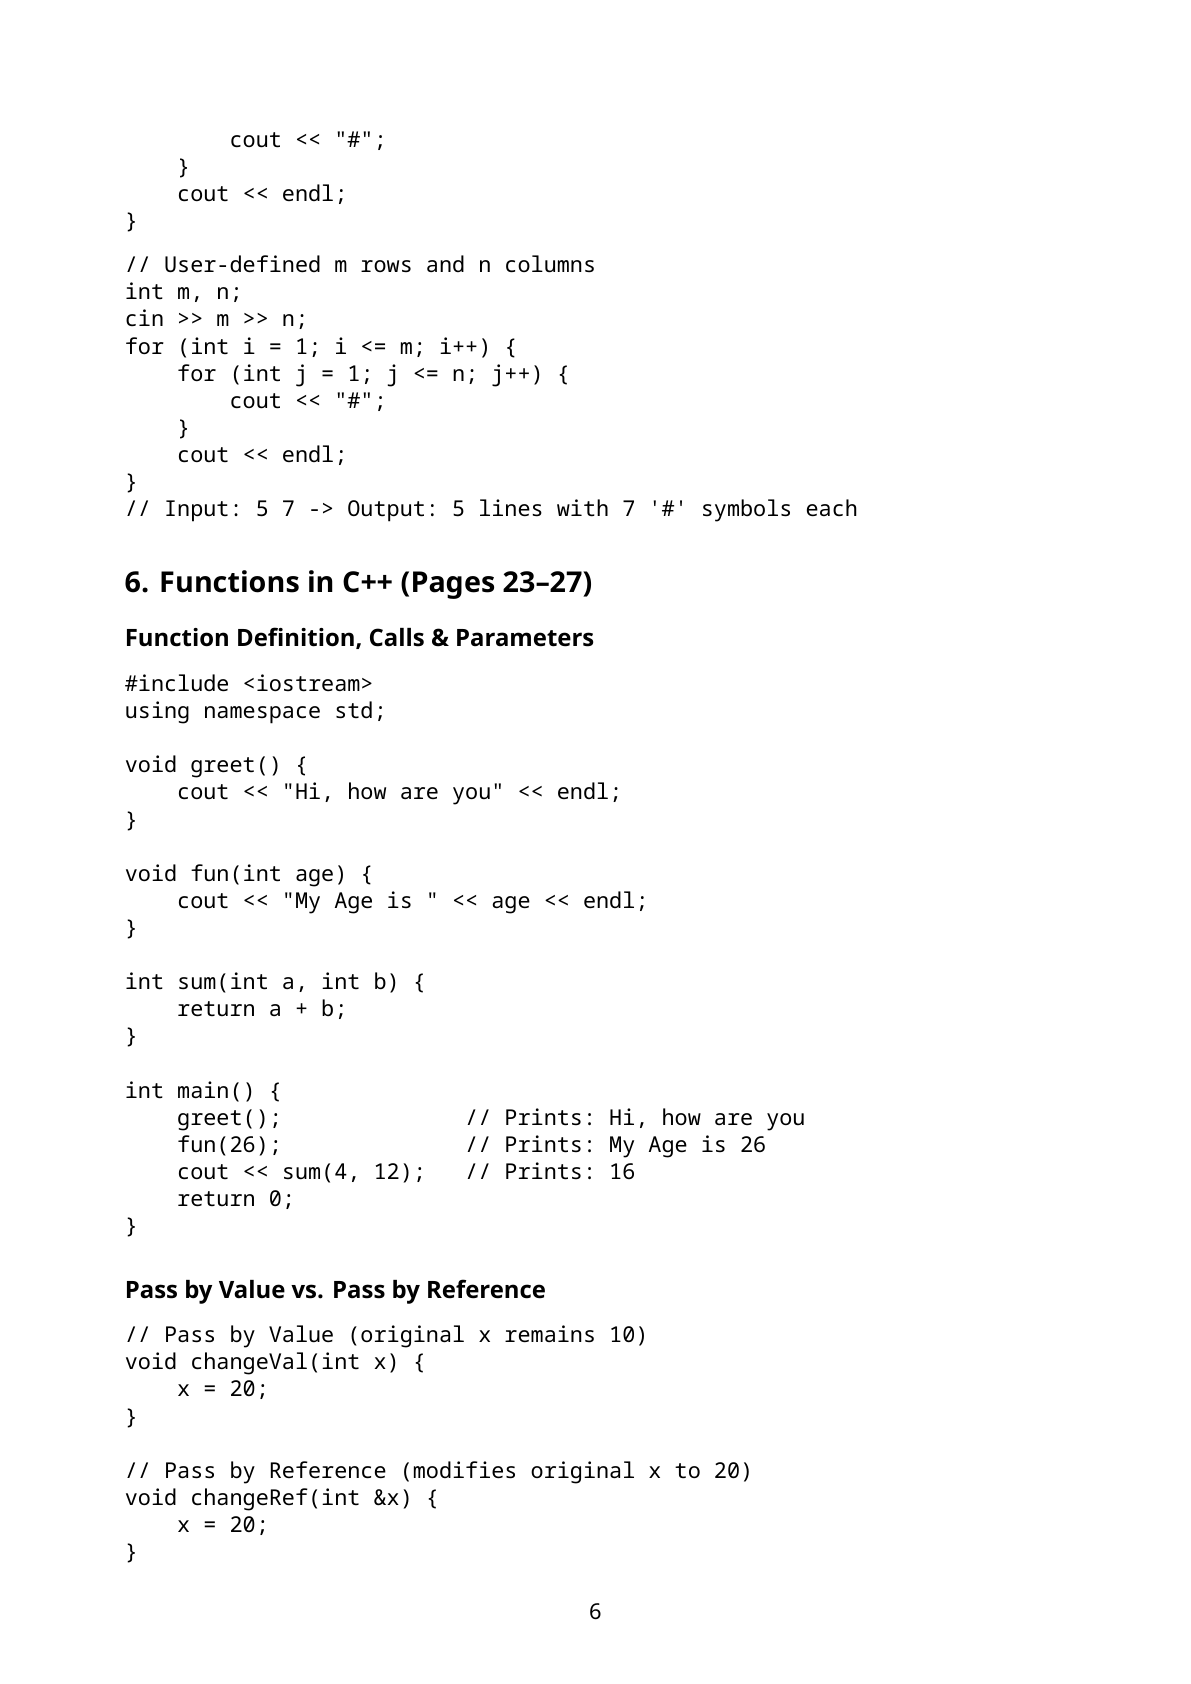 cout << "#";
    }
    cout << endl;
}
// User-defined m rows and n columns
int m, n;
cin >> m >> n;
for (int i = 1; i <= m; i++) {
    for (int j = 1; j <= n; j++) {
        cout << "#";
    }
    cout << endl;
}
// Input: 5 7 -> Output: 5 lines with 7 '#' symbols each
6. Functions in C++ (Pages 23–27)
Function Definition, Calls & Parameters
#include <iostream>
using namespace std;

void greet() {
    cout << "Hi, how are you" << endl;
}

void fun(int age) {
    cout << "My Age is " << age << endl;
}

int sum(int a, int b) {
    return a + b;
}

int main() {
    greet();              // Prints: Hi, how are you
    fun(26);              // Prints: My Age is 26
    cout << sum(4, 12);   // Prints: 16
    return 0;
}
Pass by Value vs. Pass by Reference
// Pass by Value (original x remains 10)
void changeVal(int x) {
    x = 20;
}

// Pass by Reference (modifies original x to 20)
void changeRef(int &x) {
    x = 20;
}
6